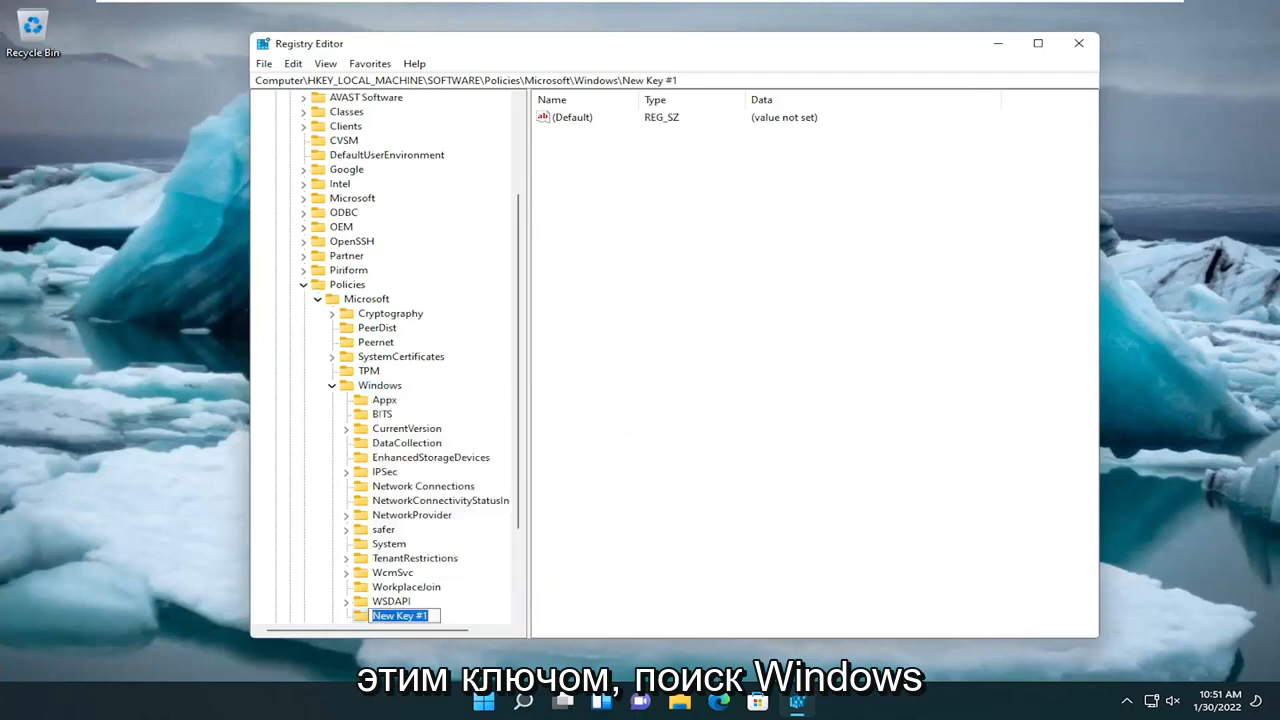 Recycle Bin
Registry Editor
File Edit View Favorites Help
Computer\HKEY_LOCAL_MACHINE\SOFTWARE\Policies\Microsoft\Windows\New Key #1
Name Type Data
(Default) REG_SZ (value not set)
AVAST Software
Classes
Clients
CVSM
DefaultUserEnvironment
Google
Intel
Microsoft
ODBC
OEM
OpenSSH
Partner
Piriform
Policies
Microsoft
Cryptography
PeerDist
Peernet
SystemCertificates
TPM
Windows
Appx
BITS
CurrentVersion
DataCollection
EnhancedStorageDevices
IPSec
Network Connections
NetworkConnectivityStatusIn
NetworkProvider
safer
System
TenantRestrictions
WcmSvc
WorkplaceJoin
WSDAPI
New Key #1
этим ключом, поиск Windows
10:51 AM
1/30/2022